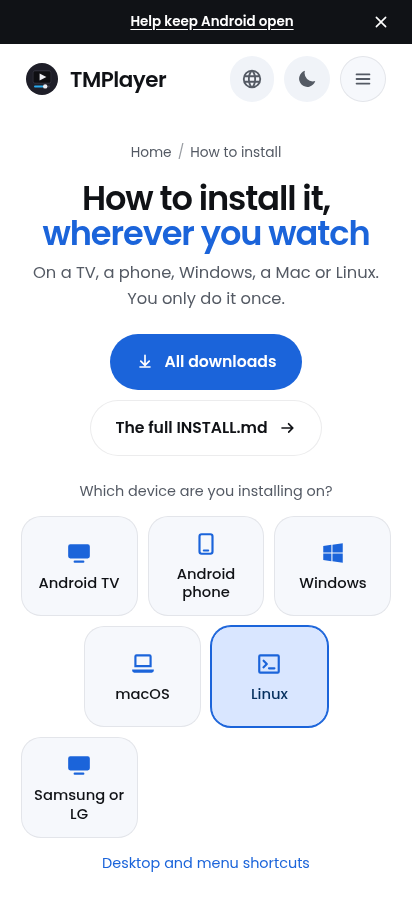 Help keep Android open
TMPlayer
Home / How to install
How to install it,
wherever you watch
On a TV, a phone, Windows, a Mac or Linux.
You only do it once.
All downloads
The full INSTALL.md
Which device are you installing on?
Android TV
Android
phone
Windows
macOS
Linux
Samsung or
LG
Desktop and menu shortcuts